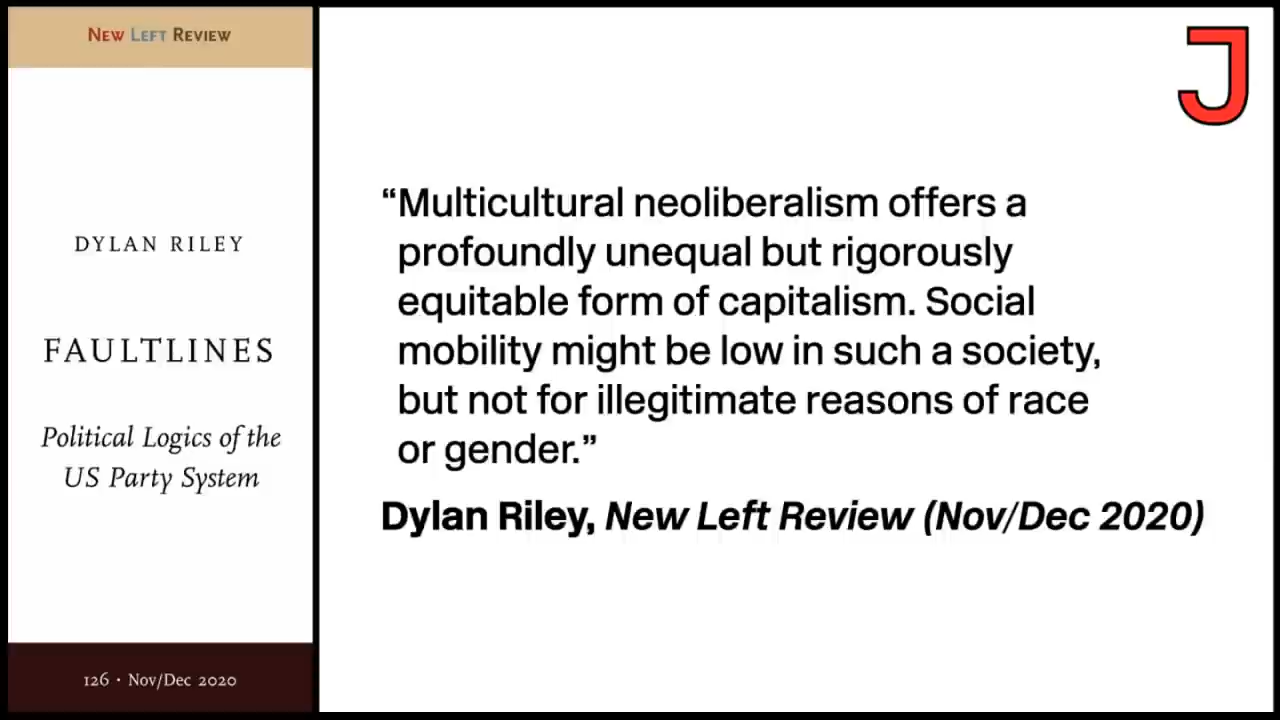 NEW LEFT REVIEW
DYLAN RILEY
FAULTLINES
Political Logics of the
US Party System
126 · Nov/Dec 2020
J
“Multicultural neoliberalism offers a
profoundly unequal but rigorously
equitable form of capitalism. Social
mobility might be low in such a society,
but not for illegitimate reasons of race
or gender.”
Dylan Riley, New Left Review (Nov/Dec 2020)